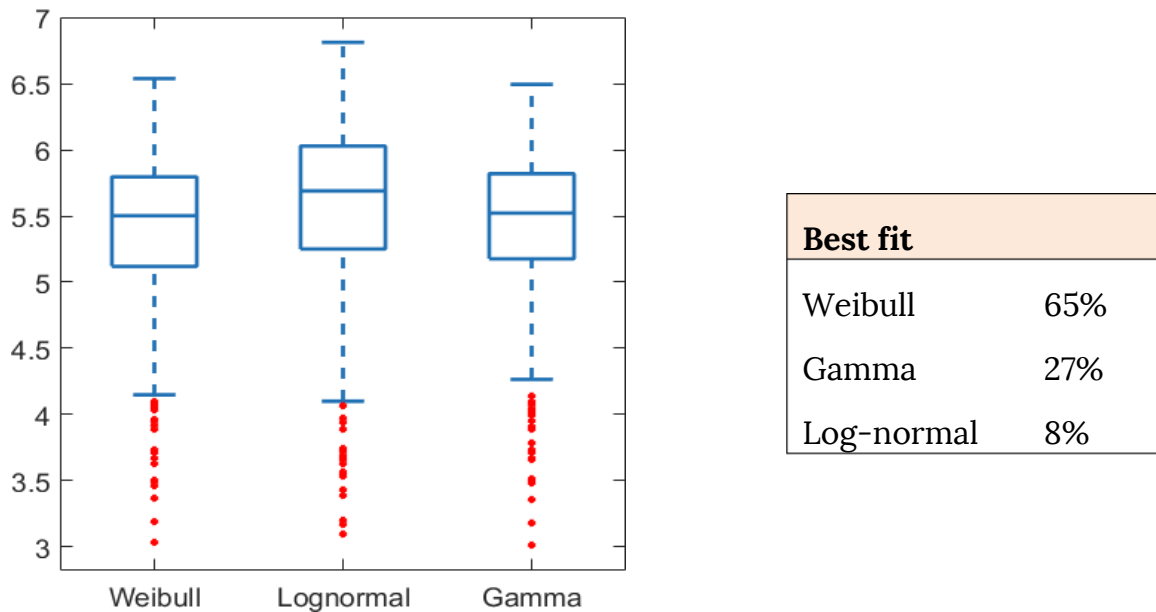 7
6.5
6
5.5
5
4.5
4
3.5
3
Weibull Lognormal Gamma
Best fit
Weibull 65%
Gamma 27%
Log-normal 8%